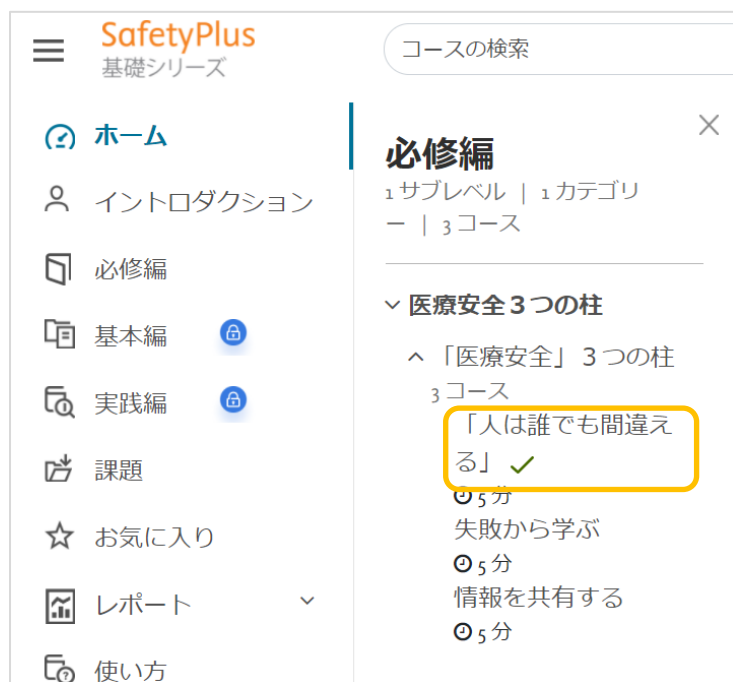 SafetyPlus
基礎シリーズ
コースの検索
ホーム
イントロダクション
必修編
基本編
実践編
課題
お気に入り
レポート
使い方
必修編
1 サブレベル | 1 カテゴリ
ー | 3 コース
医療安全３つの柱
「医療安全」３つの柱
3 コース
「人は誰でも間違え
る」
5 分
失敗から学ぶ
5 分
情報を共有する
5 分